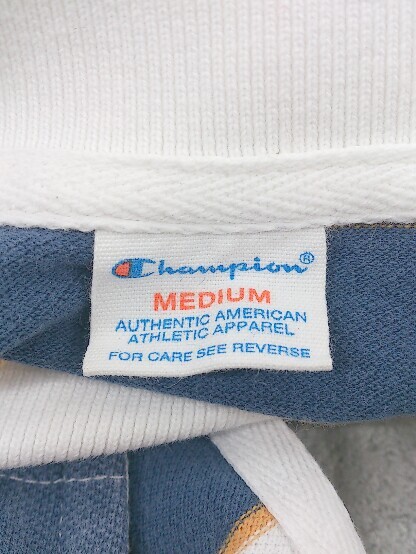 Champion®
MEDIUM
AUTHENTIC AMERICAN
ATHLETIC APPAREL
FOR CARE SEE REVERSE